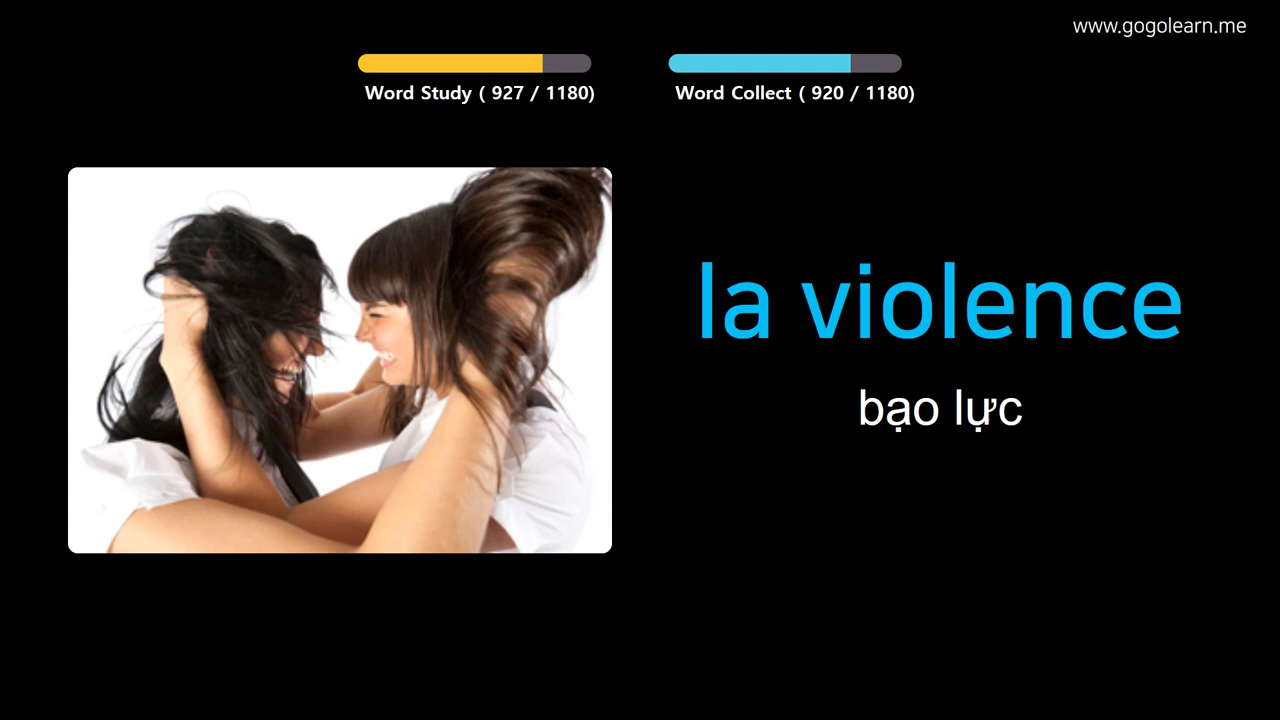 www.gogolearn.me
Word Study ( 927 / 1180)
Word Collect ( 920 / 1180)
la violence
bạo lực